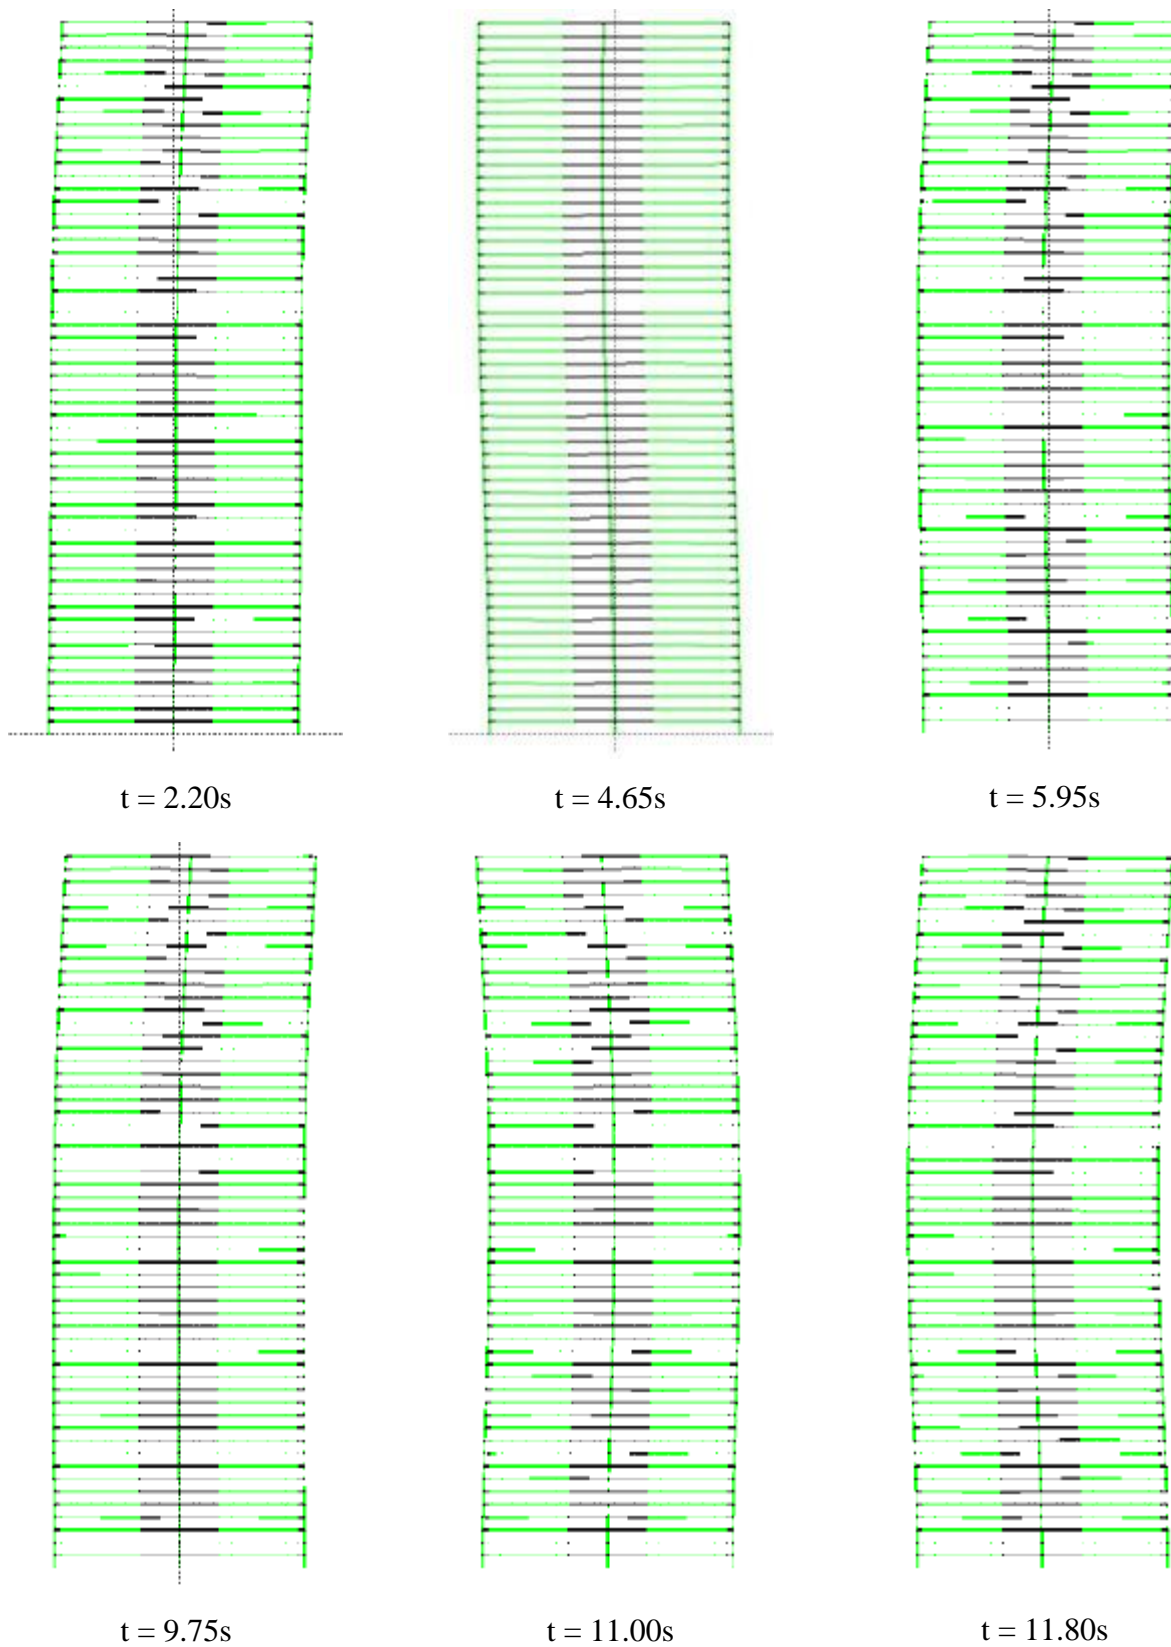 t = 2.20s
t = 4.65s
t = 5.95s
t = 9.75s
t = 11.00s
t = 11.80s